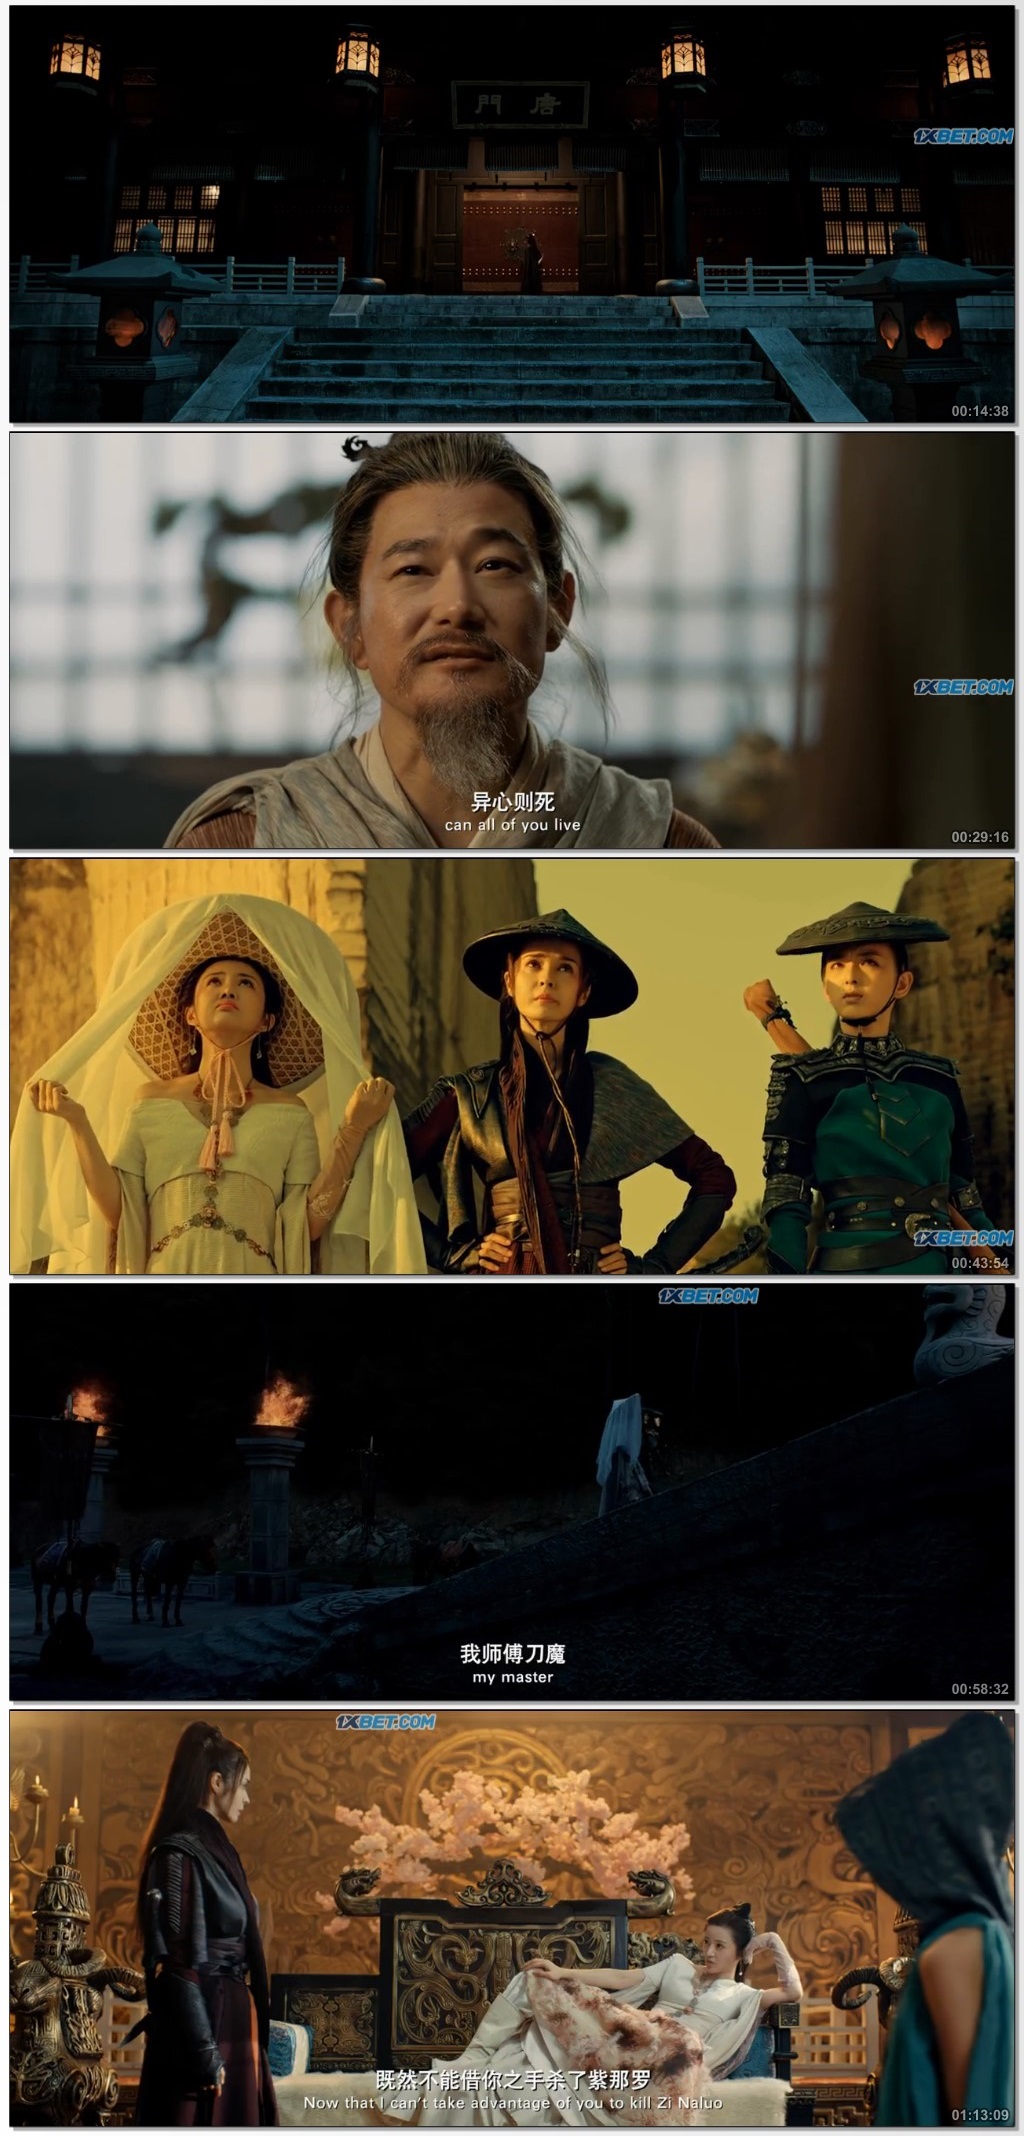 門 唐
1XBET.COM
00:14:38
异心则死
can all of you live
1XBET.COM
00:29:16
1XBET.COM
00:43:54
1XBET.COM
我师傅刀魔
my master
00:58:32
1XBET.COM
既然不能借你之手杀了紫那罗
Now that I can't take advantage of you to kill Zi Naluo
01:13:09